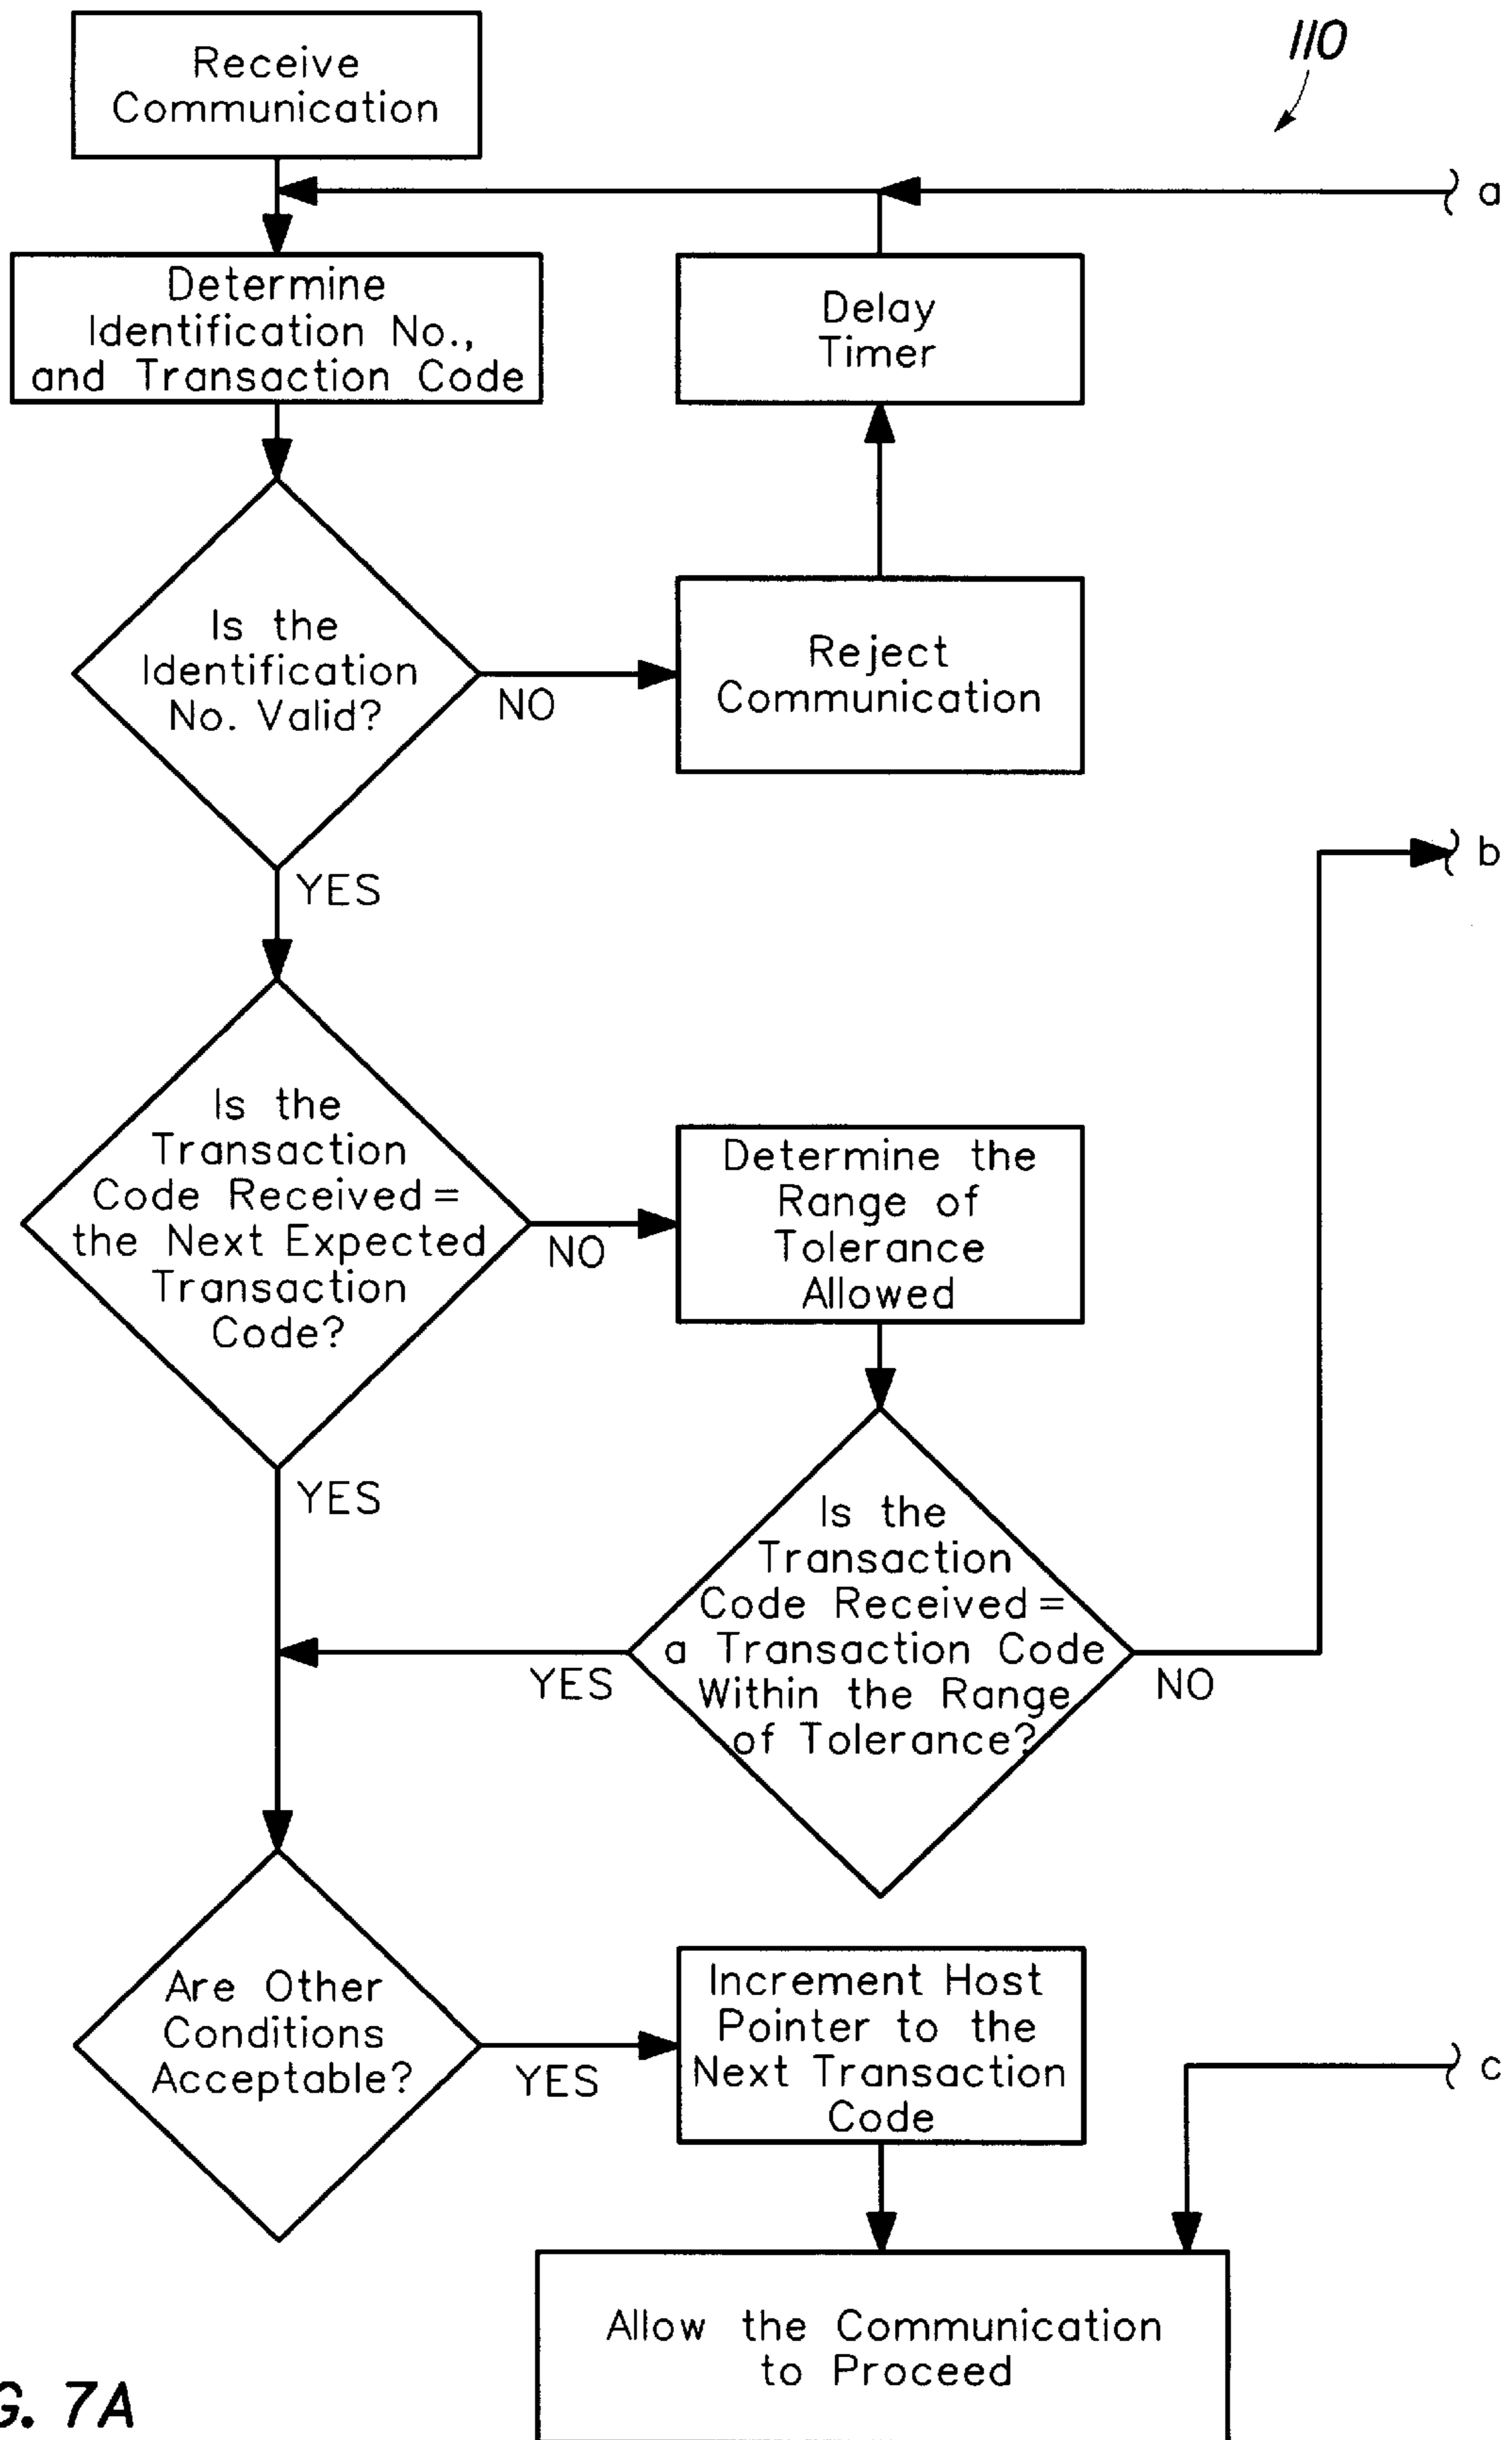 Receive
Communication
110
a
Determine
Identification No.,
and Transaction Code
Delay
Timer
Is the
Identification
No. Valid?
NO
Reject
Communication
YES
b
Is the
Transaction
Code Received =
the Next Expected
Transaction
Code?
NO
Determine the
Range of
Tolerance
Allowed
YES
Is the
Transaction
Code Received =
a Transaction Code
Within the Range
of Tolerance?
YES
NO
Are Other
Conditions
Acceptable?
YES
Increment Host
Pointer to the
Next Transaction
Code
c
Allow the Communication
to Proceed
G. 7A